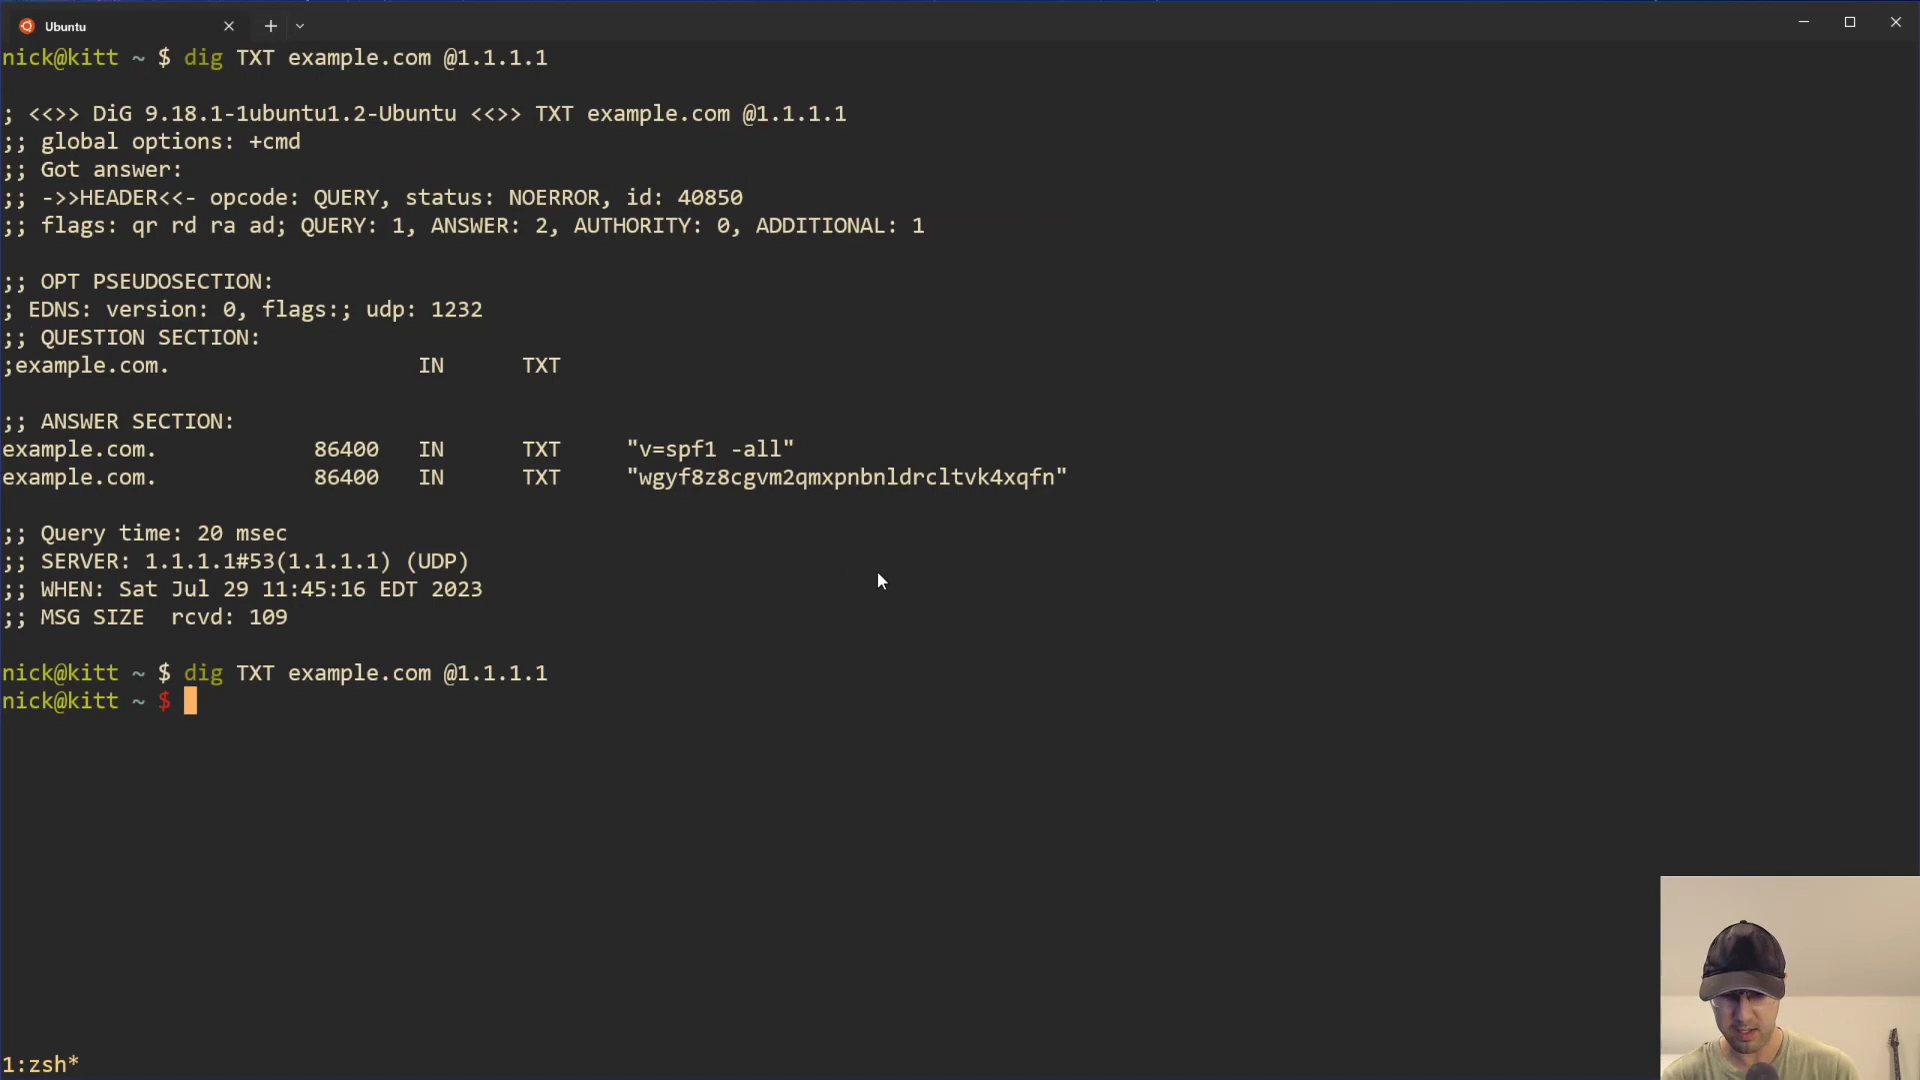 Ubuntu
nick@kitt ~ $ dig TXT example.com @1.1.1.1
; <<>> DiG 9.18.1-1ubuntu1.2-Ubuntu <<>> TXT example.com @1.1.1.1
;; global options: +cmd
;; Got answer:
;; ->>HEADER<<- opcode: QUERY, status: NOERROR, id: 40850
;; flags: qr rd ra ad; QUERY: 1, ANSWER: 2, AUTHORITY: 0, ADDITIONAL: 1
;; OPT PSEUDOSECTION:
; EDNS: version: 0, flags:; udp: 1232
;; QUESTION SECTION:
;example.com. IN TXT
;; ANSWER SECTION:
example.com. 86400 IN TXT "v=spf1 -all"
example.com. 86400 IN TXT "wgyf8z8cgvm2qmxpnbnldrcltvk4xqfn"
;; Query time: 20 msec
;; SERVER: 1.1.1.1#53(1.1.1.1) (UDP)
;; WHEN: Sat Jul 29 11:45:16 EDT 2023
;; MSG SIZE  rcvd: 109
nick@kitt ~ $ dig TXT example.com @1.1.1.1
nick@kitt ~ $
1:zsh*